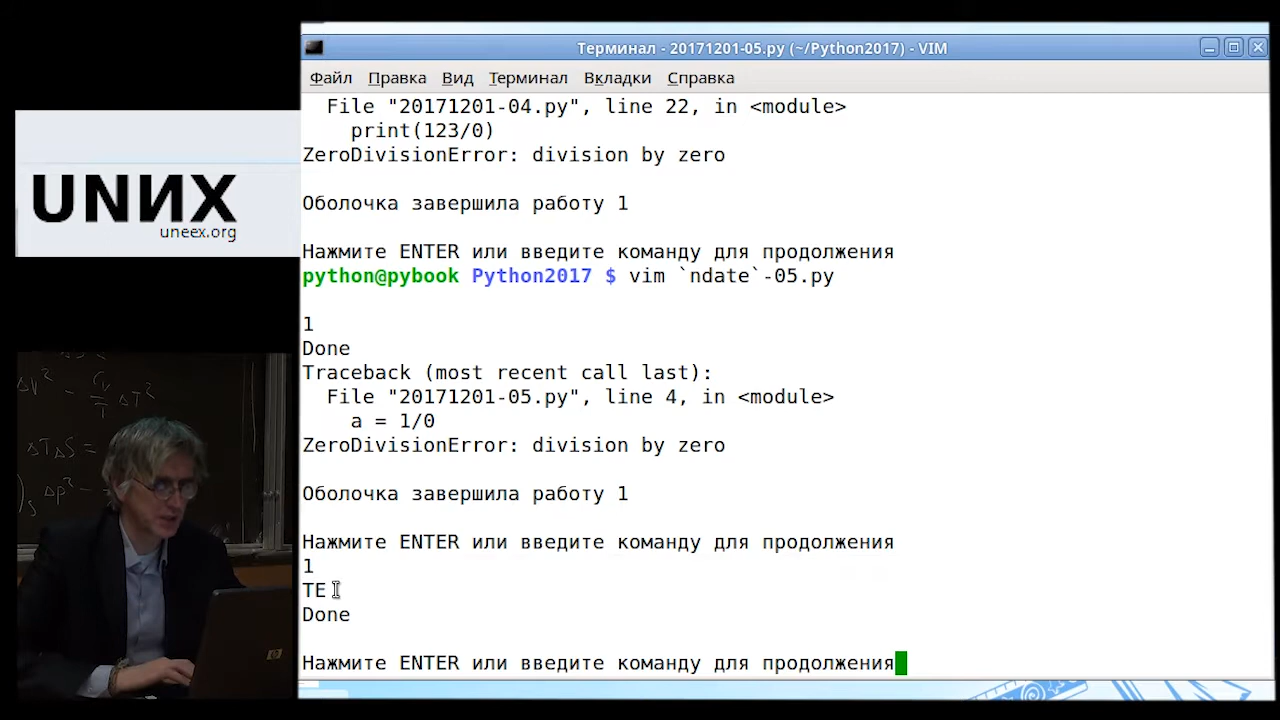 Терминал - 20171201-05.py (~/Python2017) - VIM
Файл Правка Вид Терминал Вкладки Справка
File "20171201-04.py", line 22, in <module>
print(123/0)
ZeroDivisionError: division by zero
Оболочка завершила работу 1
Нажмите ENTER или введите команду для продолжения
python@pybook Python2017 $ vim `ndate`-05.py
1
Done
Traceback (most recent call last):
File "20171201-05.py", line 4, in <module>
a = 1/0
ZeroDivisionError: division by zero
Оболочка завершила работу 1
Нажмите ENTER или введите команду для продолжения
1
TE
Done
Нажмите ENTER или введите команду для продолжения
UNИX
uneex.org